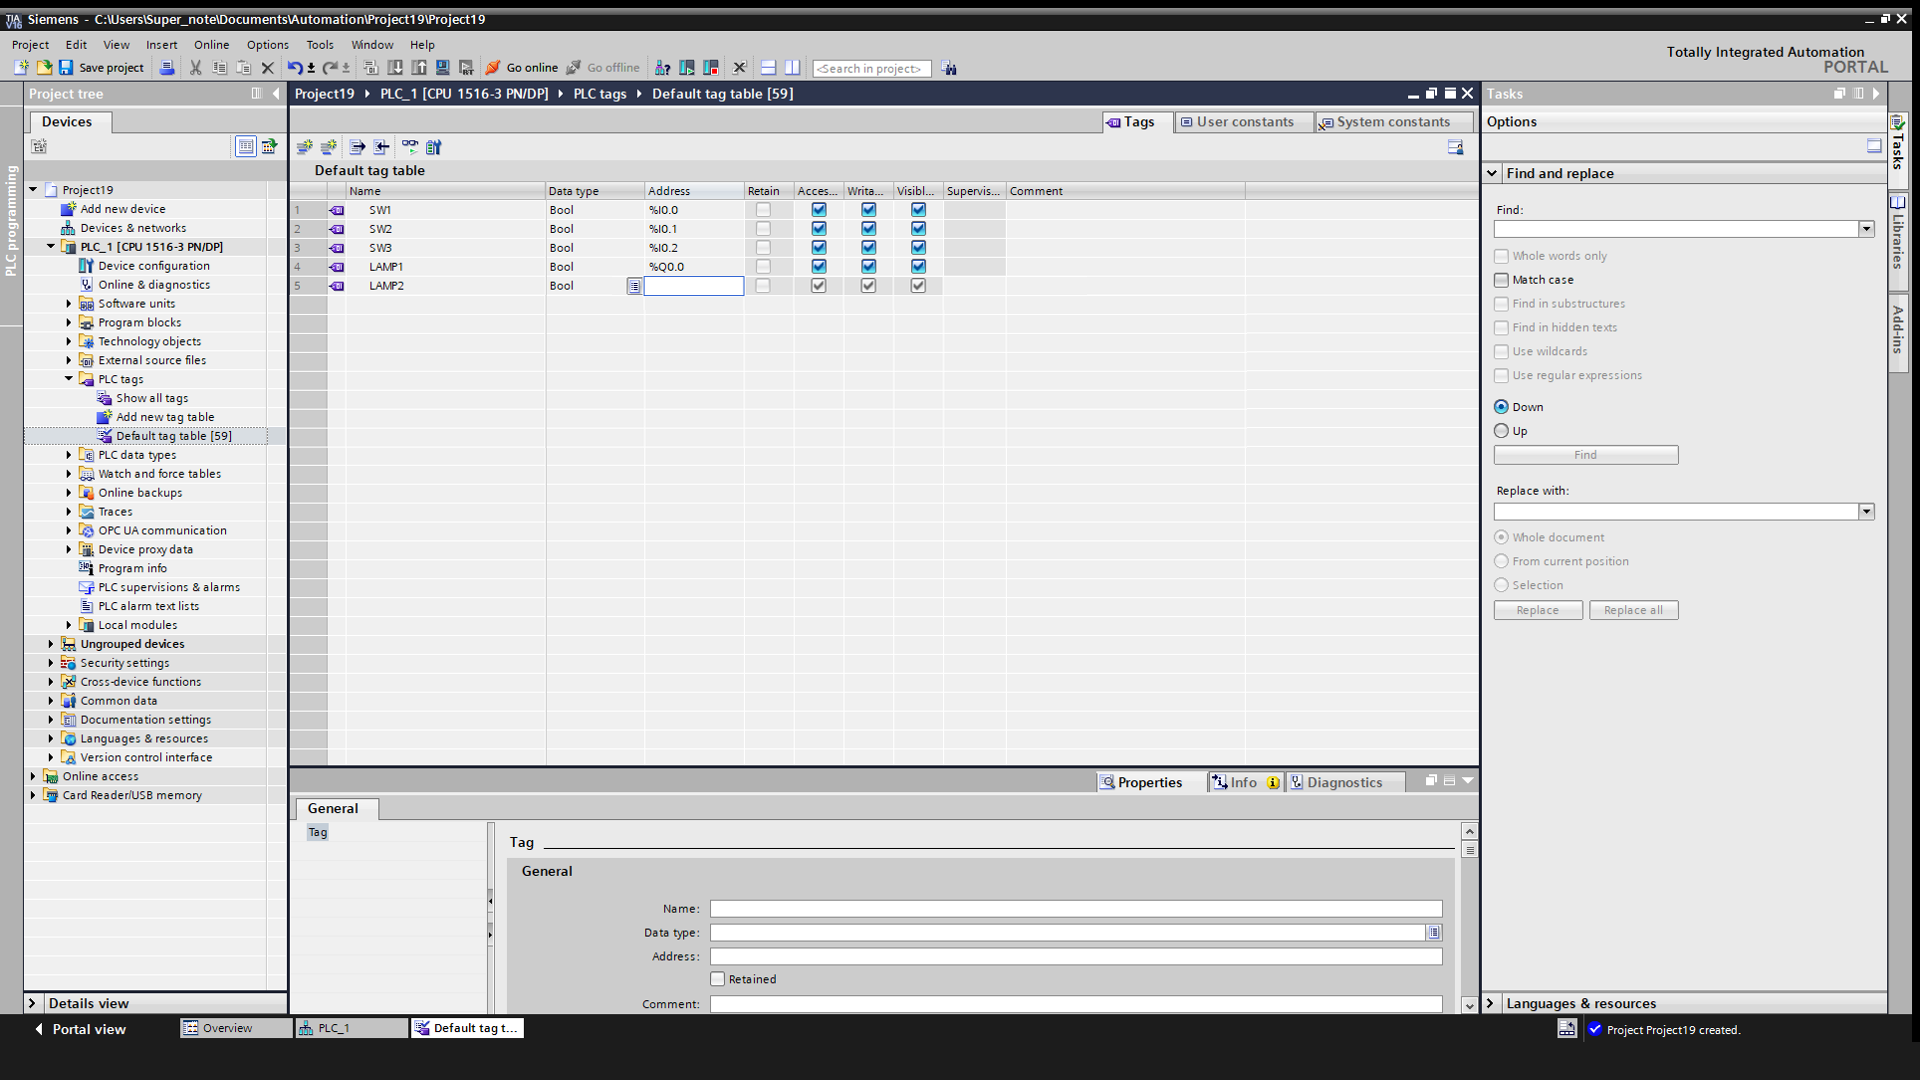 Siemens - C:\Users\Super_note\Documents\Automation\Project19\Project19
Project Edit View Insert Online Options Tools Window Help
Totally Integrated Automation
PORTAL
Save project
Go online
Go offline
<Search in project>
Project tree
Project19 PLC_1 [CPU 1516-3 PN/DP] PLC tags Default tag table [59]
Tasks
Devices
Tags
User constants
System constants
Options
Default tag table
Name Data type Address Retain Acces... Writa... Visibl... Supervis... Comment
1 SW1 Bool %I0.0
2 SW2 Bool %I0.1
3 SW3 Bool %I0.2
4 LAMP1 Bool %Q0.0
5 LAMP2 Bool
PLC programming
Project19
Add new device
Devices & networks
PLC_1 [CPU 1516-3 PN/DP]
Device configuration
Online & diagnostics
Software units
Program blocks
Technology objects
External source files
PLC tags
Show all tags
Add new tag table
Default tag table [59]
PLC data types
Watch and force tables
Online backups
Traces
OPC UA communication
Device proxy data
Program info
PLC supervisions & alarms
PLC alarm text lists
Local modules
Ungrouped devices
Security settings
Cross-device functions
Common data
Documentation settings
Languages & resources
Version control interface
Online access
Card Reader/USB memory
Details view
Find and replace
Find:
Whole words only
Match case
Find in substructures
Find in hidden texts
Use wildcards
Use regular expressions
Down
Up
Find
Replace with:
Whole document
From current position
Selection
Replace
Replace all
Languages & resources
Tasks
Libraries
Add-ins
Properties
Info
Diagnostics
General
Tag
Tag
General
Name:
Data type:
Address:
Retained
Comment:
Portal view
Overview
PLC_1
Default tag t...
Project Project19 created.